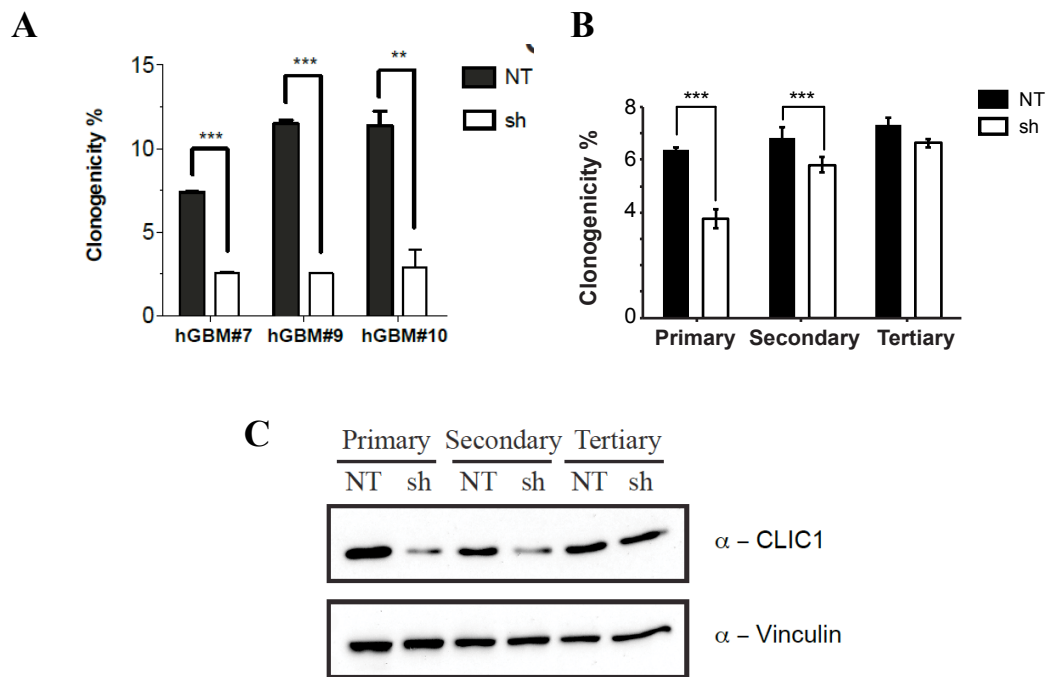 A
Clonogenicity %
15
10
5
0
***
***
**
NT
sh
hGBM#7 hGBM#9 hGBM#10
B
Clonogenicity %
8
6
4
2
0
***
***
NT
sh
Primary Secondary Tertiary
C
Primary Secondary Tertiary
NT sh NT sh NT sh
α – CLIC1
α – Vinculin